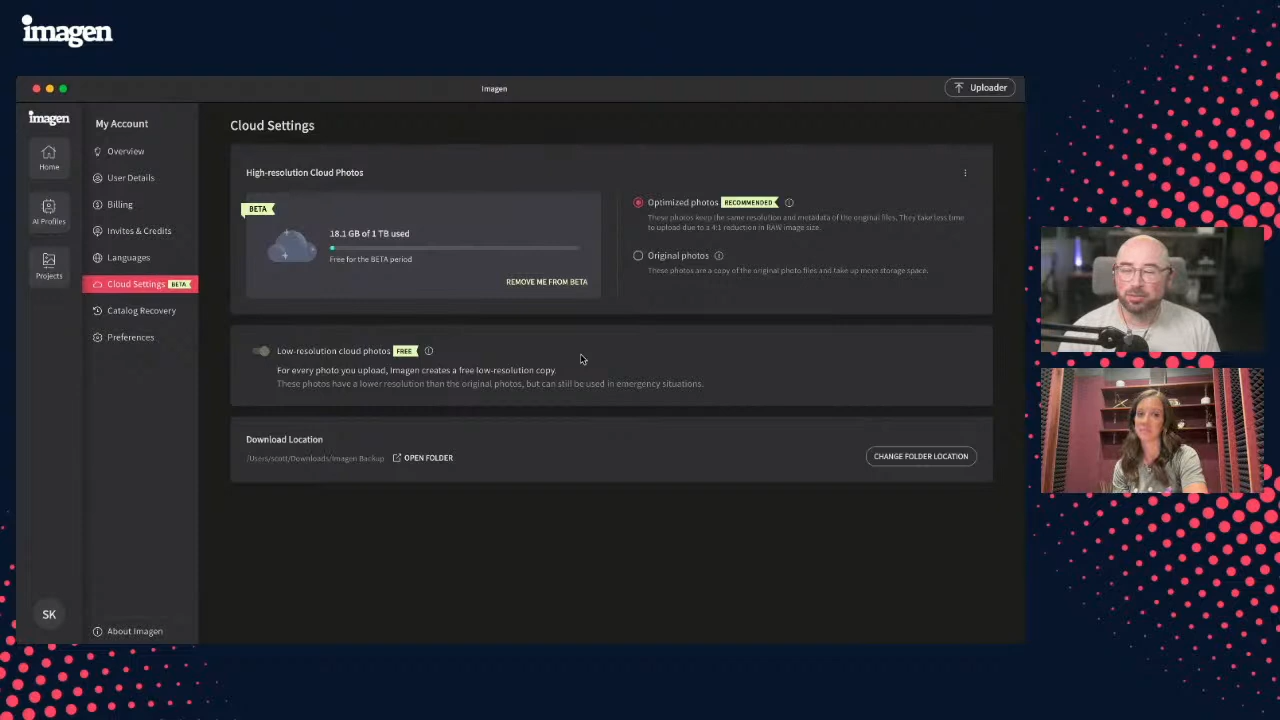 imagen
Imagen
Uploader
imagen
Home
AI Profiles
Projects
SK
My Account
Overview
User Details
Billing
Invites & Credits
Languages
Cloud Settings BETA
Catalog Recovery
Preferences
About Imagen
Cloud Settings
High-resolution Cloud Photos
BETA
18.1 GB of 1 TB used
Free for the BETA period
REMOVE ME FROM BETA
Optimized photos RECOMMENDED
These photos keep the same resolution and metadata of the original files. They take less time
to upload due to a 4:1 reduction in RAW image size.
Original photos
These photos are a copy of the original photo files and take up more storage space.
Low-resolution cloud photos FREE
For every photo you upload, Imagen creates a free low-resolution copy.
These photos have a lower resolution than the original photos, but can still be used in emergency situations.
Download Location
/Users/scott/Downloads/Imagen Backup OPEN FOLDER
CHANGE FOLDER LOCATION